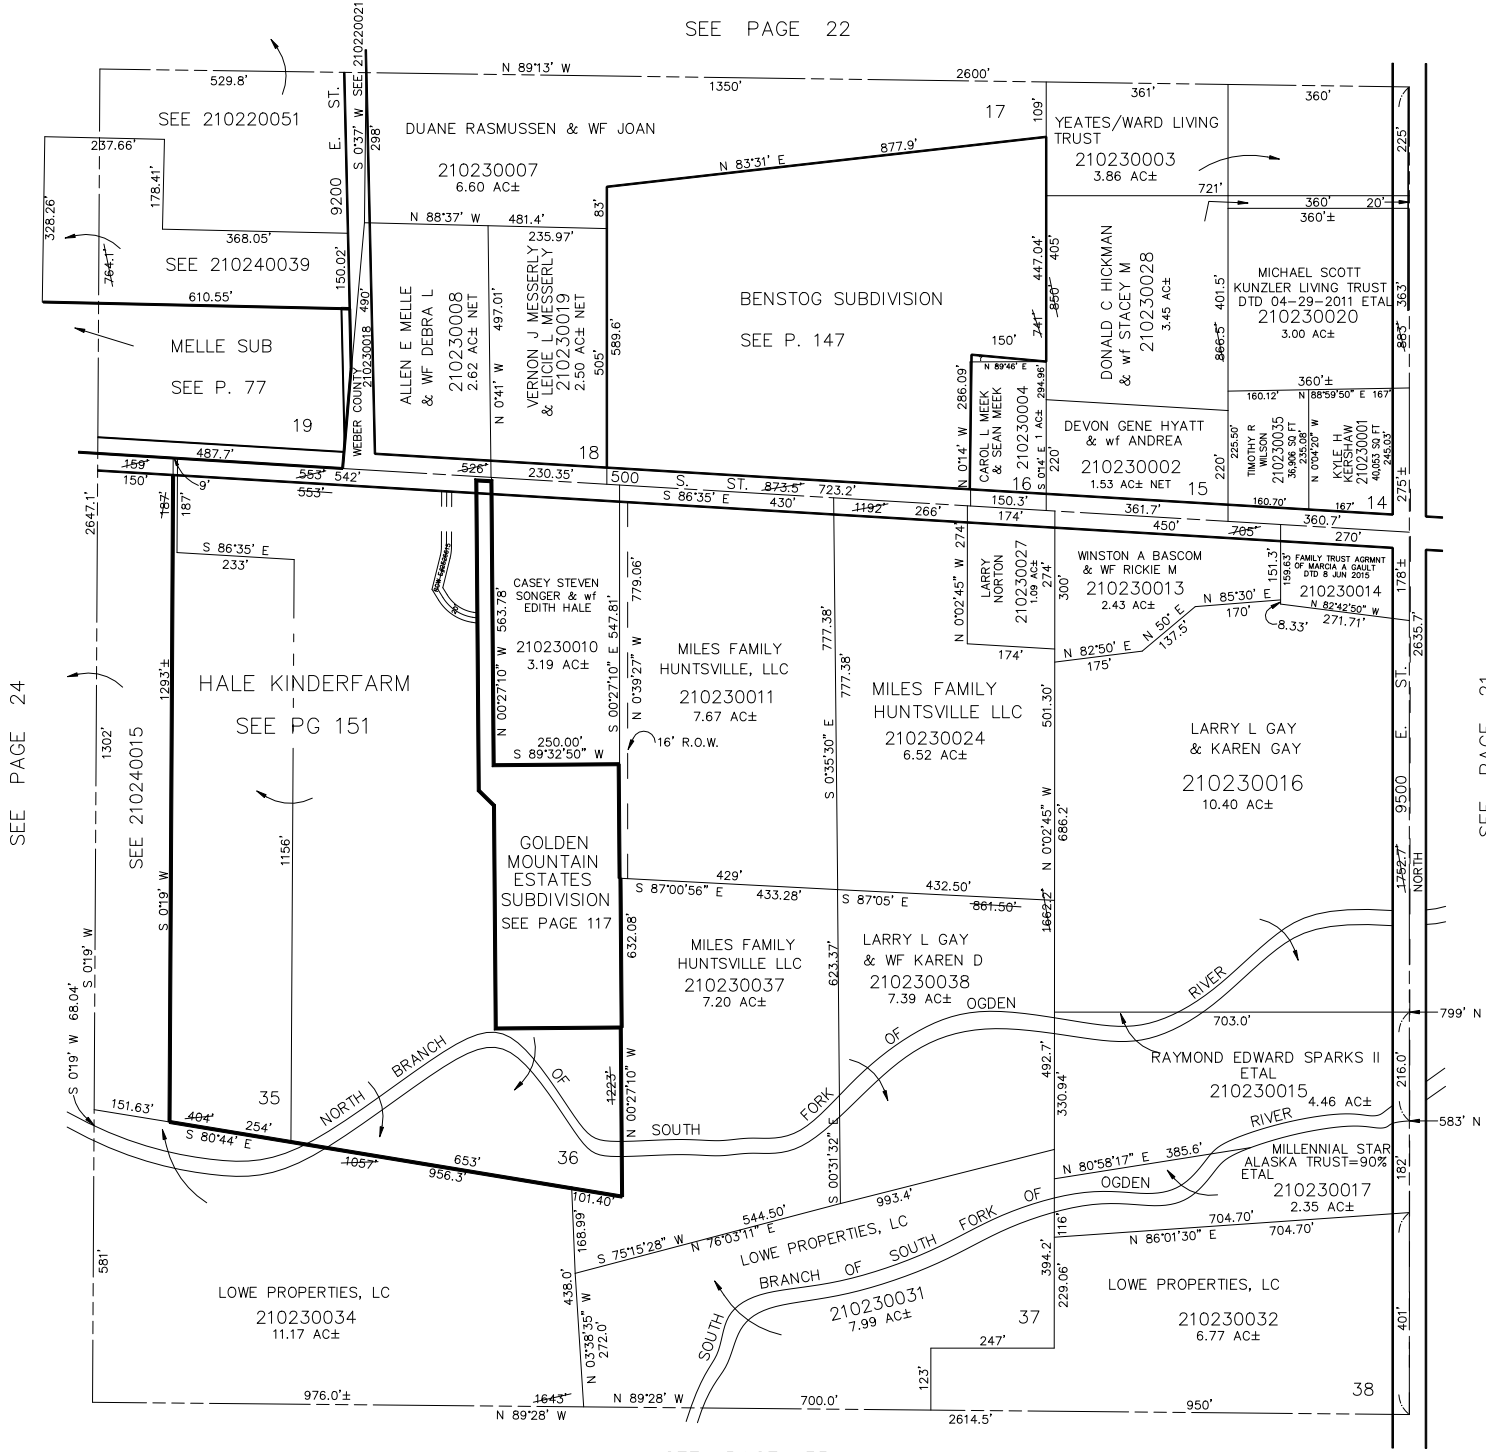 SEE PAGE 22
N 89°13' W
2600'
529.8'
1350'
361'
360'
SEE 210220051
9200 E. ST.
S 0°37' W
SEE 210220021
298'
DUANE RASMUSSEN & WF JOAN
210230007
6.60 AC±
17
109'
YEATES/WARD LIVING
TRUST
210230003
3.86 AC±
225'
237.66'
178.41'
328.26'
764.1'
368.05'
150.02'
SEE 210240039
610.55'
N 83°31' E
877.9'
721'
360'
20'
360'±
N 88°37' W
481.4'
83'
235.97'
490'
WEBER COUNTY
210230018
ALLEN E MELLE
& WF DEBRA L
210230008
2.62 AC± NET
497.01'
N 0°41' W
VERNON J MESSERLY
& LEICIE L MESSERLY
210230019
2.50 AC± NET
505'
589.6'
BENSTOG SUBDIVISION
SEE P. 147
447.04'
405'
850'
741'
DONALD C HICKMAN
& wf STACEY M
210230028
3.45 AC±
401.5'
866.5'
MICHAEL SCOTT
KUNZLER LIVING TRUST
DTD 04-29-2011 ETAL
210230020
3.00 AC±
363'
883'
MELLE SUB
SEE P. 77
19
487.7'
150'
N 89°46' E
286.09'
N 0°14' W
CAROL L MEEK
& SEAN MEEK
210230004
1 AC±
294.96'
S 0°14' E
16
DEVON GENE HYATT
& wf ANDREA
210230002
1.53 AC± NET
220'
220'
15
360'±
160.12'
N 88°59'50" E
167'
225.50'
TIMOTHY R
WILSON
210230035
36,906 SQ FT
235.08'
N 0°04'20" W
KYLE H
KERSHAW
210230001
40,053 SQ FT
245.03'
275'±
160.70'
167'
14
159'
150'
9'
553'
542'
553'
526'
230.35'
18
500 S. ST.
873.5'
723.2'
S 86°35' E
430'
1192'
266'
150.3'
174'
361.7'
450'
705'
360.7'
270'
2647.1'
187'
187'
S 86°35' E
233'
1293'±
1302'
SEE 210240015
HALE KINDERFARM
SEE PG 151
1156'
S 0°19' W
N 00°27'10" W 563.78'
CASEY STEVEN
SONGER & wf
EDITH HALE
210230010
3.19 AC±
S 00°27'10" E 547.81'
250.00'
S 89°32'50" W
779.06'
N 0°39'27" W
16' R.O.W.
MILES FAMILY
HUNTSVILLE, LLC
210230011
7.67 AC±
777.38'
777.38'
S 0°35'30" E
274'
N 0°02'45" W
LARRY
NORTON
210230027
1.09 AC±
274'
174'
300'
WINSTON A BASCOM
& WF RICKIE M
210230013
2.43 AC±
N 85°30' E
170'
N 50° E
137.5'
N 82°50' E
175'
151.3'
159.63'
FAMILY TRUST AGRMNT
OF MARCIA A GAULT
DTD 8 JUN 2015
210230014
N 82°42'50" W
271.71'
8.33'
178'±
2635.7'
MILES FAMILY
HUNTSVILLE LLC
210230024
6.52 AC±
501.30'
N 0°02'45" W
686.2'
LARRY L GAY
& KAREN GAY
210230016
10.40 AC±
9500 E. ST.
1752.7'
NORTH
SEE PAGE 24
SEE PAGE 21
GOLDEN
MOUNTAIN
ESTATES
SUBDIVISION
SEE PAGE 117
429'
S 87°00'56" E
433.28'
432.50'
S 87°05' E
861.50'
1662.2'
632.08'
MILES FAMILY
HUNTSVILLE LLC
210230037
7.20 AC±
623.37'
LARRY L GAY
& WF KAREN D
210230038
7.39 AC±
S 0°19' W
S 0°19' W 68.04'
NORTH BRANCH OF SOUTH FORK OF OGDEN RIVER
1223'
N 00°27'10" W
492.7'
330.94'
703.0'
799' N
RAYMOND EDWARD SPARKS II
ETAL
210230015
4.46 AC±
216.0'
583' N
151.63'
404'
254'
35
S 80°44' E
1057'
653'
956.3'
36
101.40'
S 00°31'32" E
N 80°58'17" E
385.6'
MILLENNIAL STAR
ALASKA TRUST=90%
ETAL
210230017
2.35 AC±
182'
168.99'
544.50'
993.4'
S 75°15'28" W
N 76°03'11" E
LOWE PROPERTIES, LC
210230031
7.99 AC±
SOUTH BRANCH OF SOUTH FORK OF OGDEN RIVER
116'
394.2'
229.06'
704.70'
N 86°01'30" E
704.70'
581'
LOWE PROPERTIES, LC
210230034
11.17 AC±
438.0'
N 03°38'35" W
272.0'
37
247'
123'
LOWE PROPERTIES, LC
210230032
6.77 AC±
401'
38
976.0'±
1643'
N 89°28' W
N 89°28' W
700.0'
2614.5'
950'